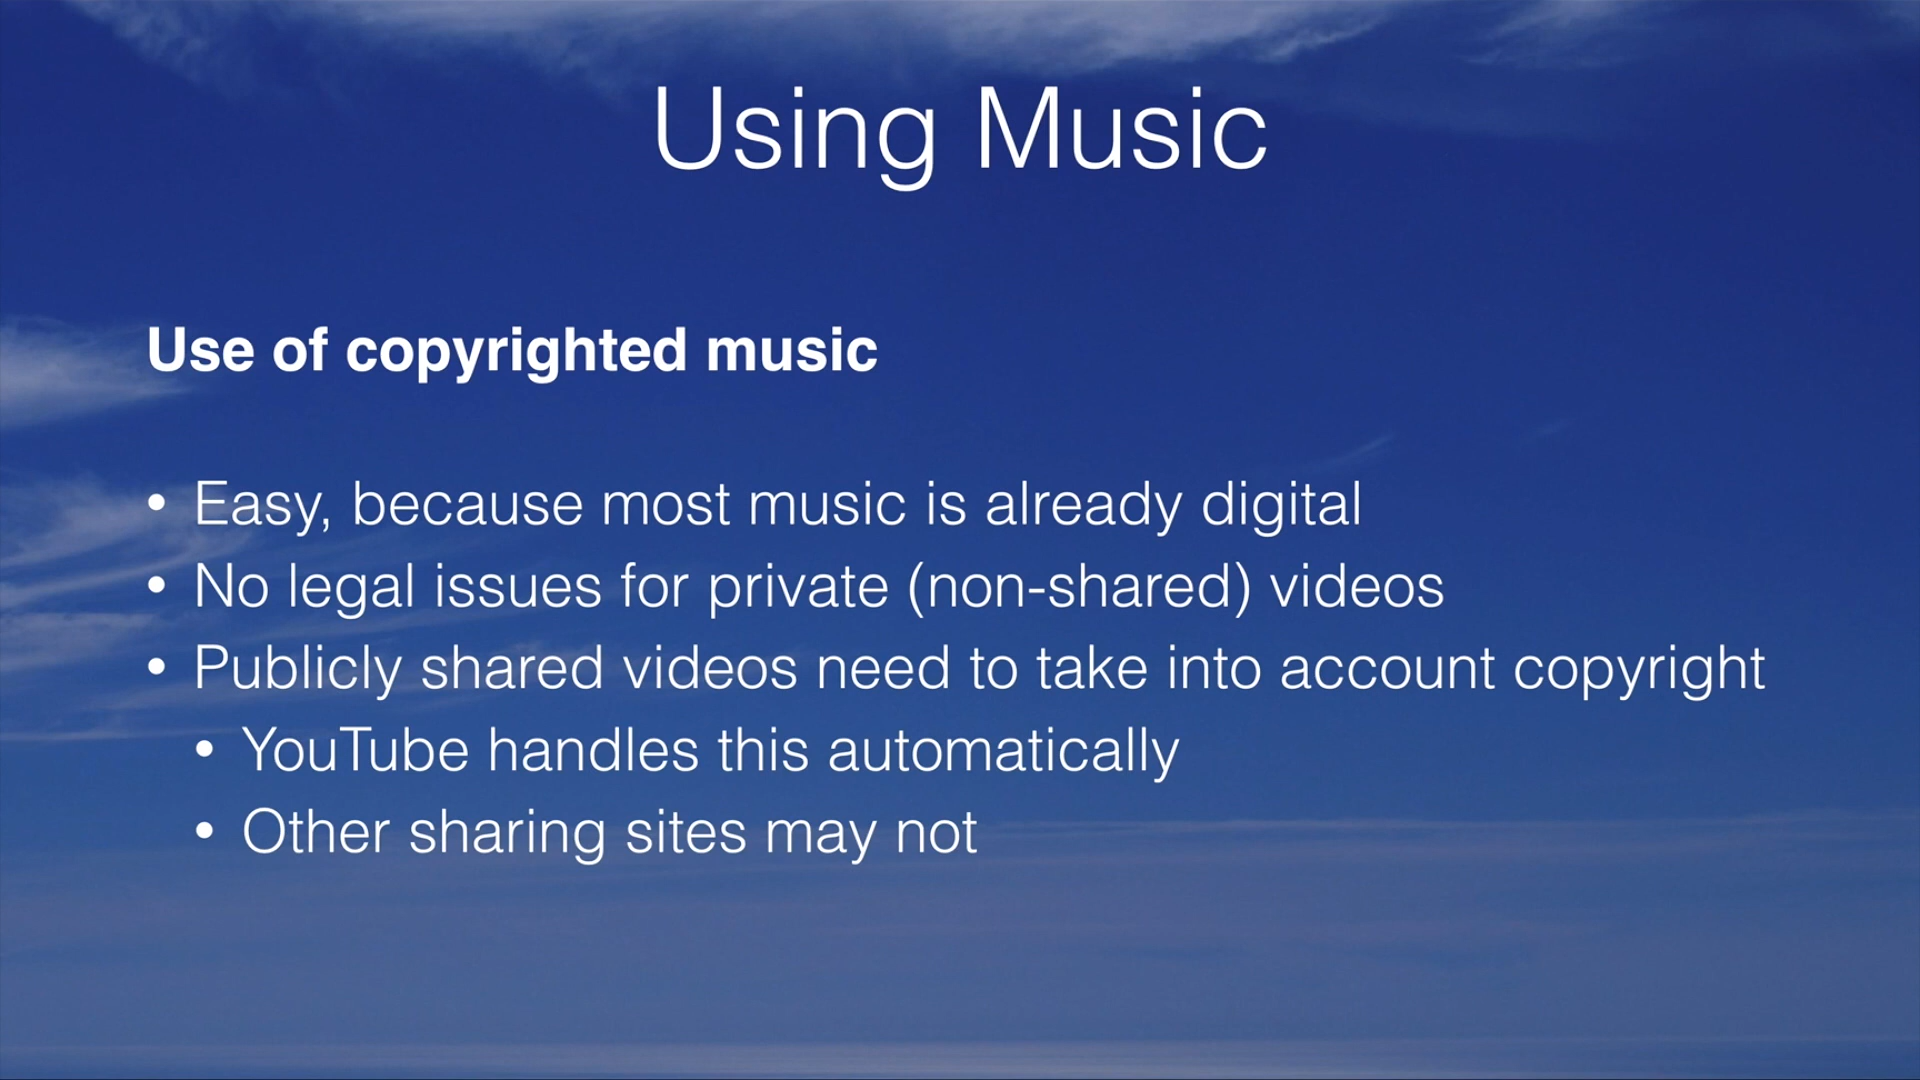 Using Music
Use of copyrighted music
• Easy, because most music is already digital
• No legal issues for private (non-shared) videos
• Publicly shared videos need to take into account copyright
• YouTube handles this automatically
• Other sharing sites may not